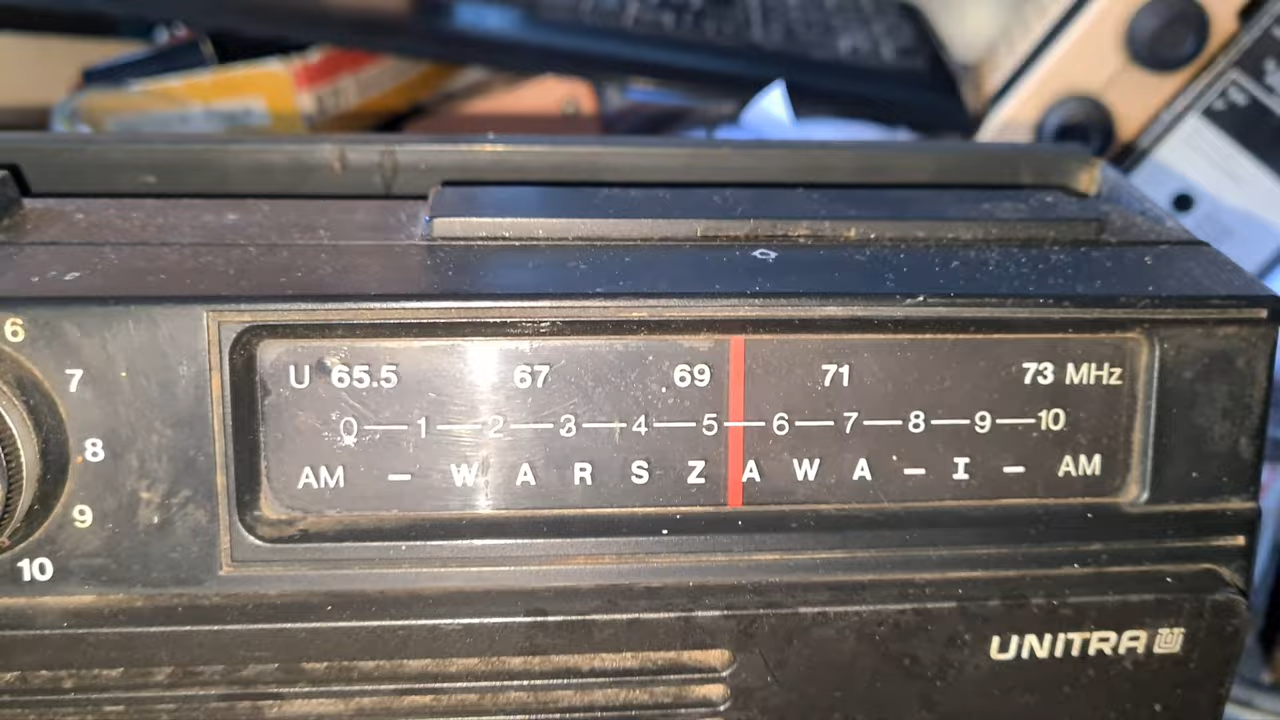 6
7
8
9
10
U 65.5 67 69 71 73 MHz
0—1—2—3—4—5—6—7—8—9—10
AM – W A R S Z A W A – I – AM
UNITRA